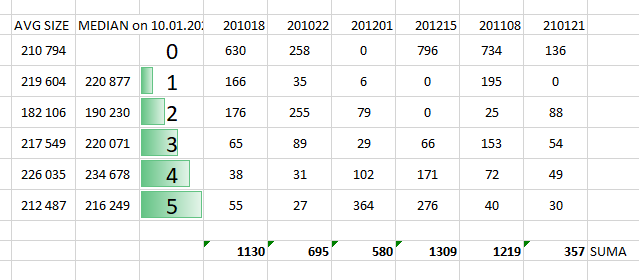 AVG SIZE MEDIAN on 10.01.202 201018 201022 201201 201215 201108 210121
210 794 0 630 258 0 796 734 136
219 604 220 877 1 166 35 6 0 195 0
182 106 190 230 2 176 255 79 0 25 88
217 549 220 071 3 65 89 29 66 153 54
226 035 234 678 4 38 31 102 171 72 49
212 487 216 249 5 55 27 364 276 40 30
1130 695 580 1309 1219 357 SUMA